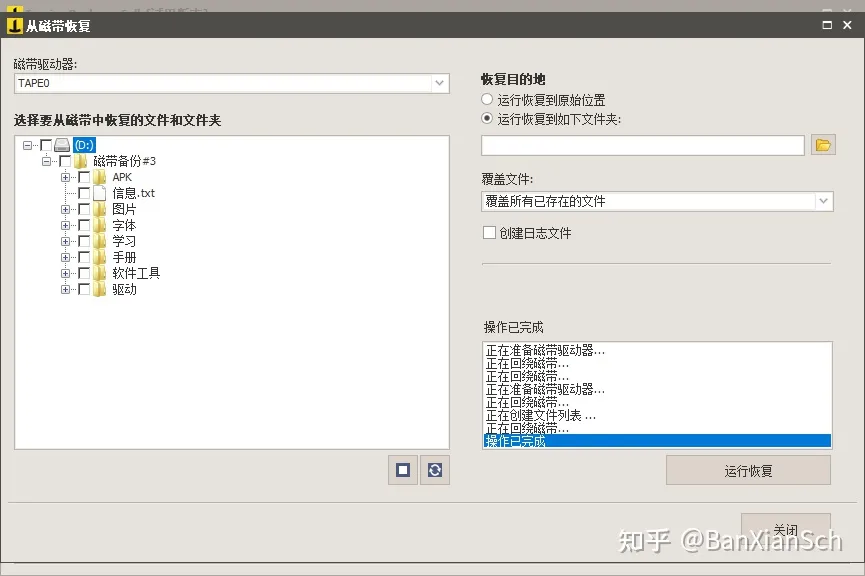 从磁带恢复
磁带驱动器:
TAPE0
选择要从磁带中恢复的文件和文件夹
(D:)
磁带备份#3
APK
信息.txt
图片
字体
学习
手册
软件工具
驱动
恢复目的地
运行恢复到原始位置
运行恢复到如下文件夹:
覆盖文件:
覆盖所有已存在的文件
创建日志文件
操作已完成
正在准备磁带驱动器...
正在回绕磁带...
正在回绕磁带...
正在准备磁带驱动器...
正在回绕磁带...
正在创建文件列表 ...
正在回绕磁带...
操作已完成
运行恢复
关闭
知乎 @BanXianSch